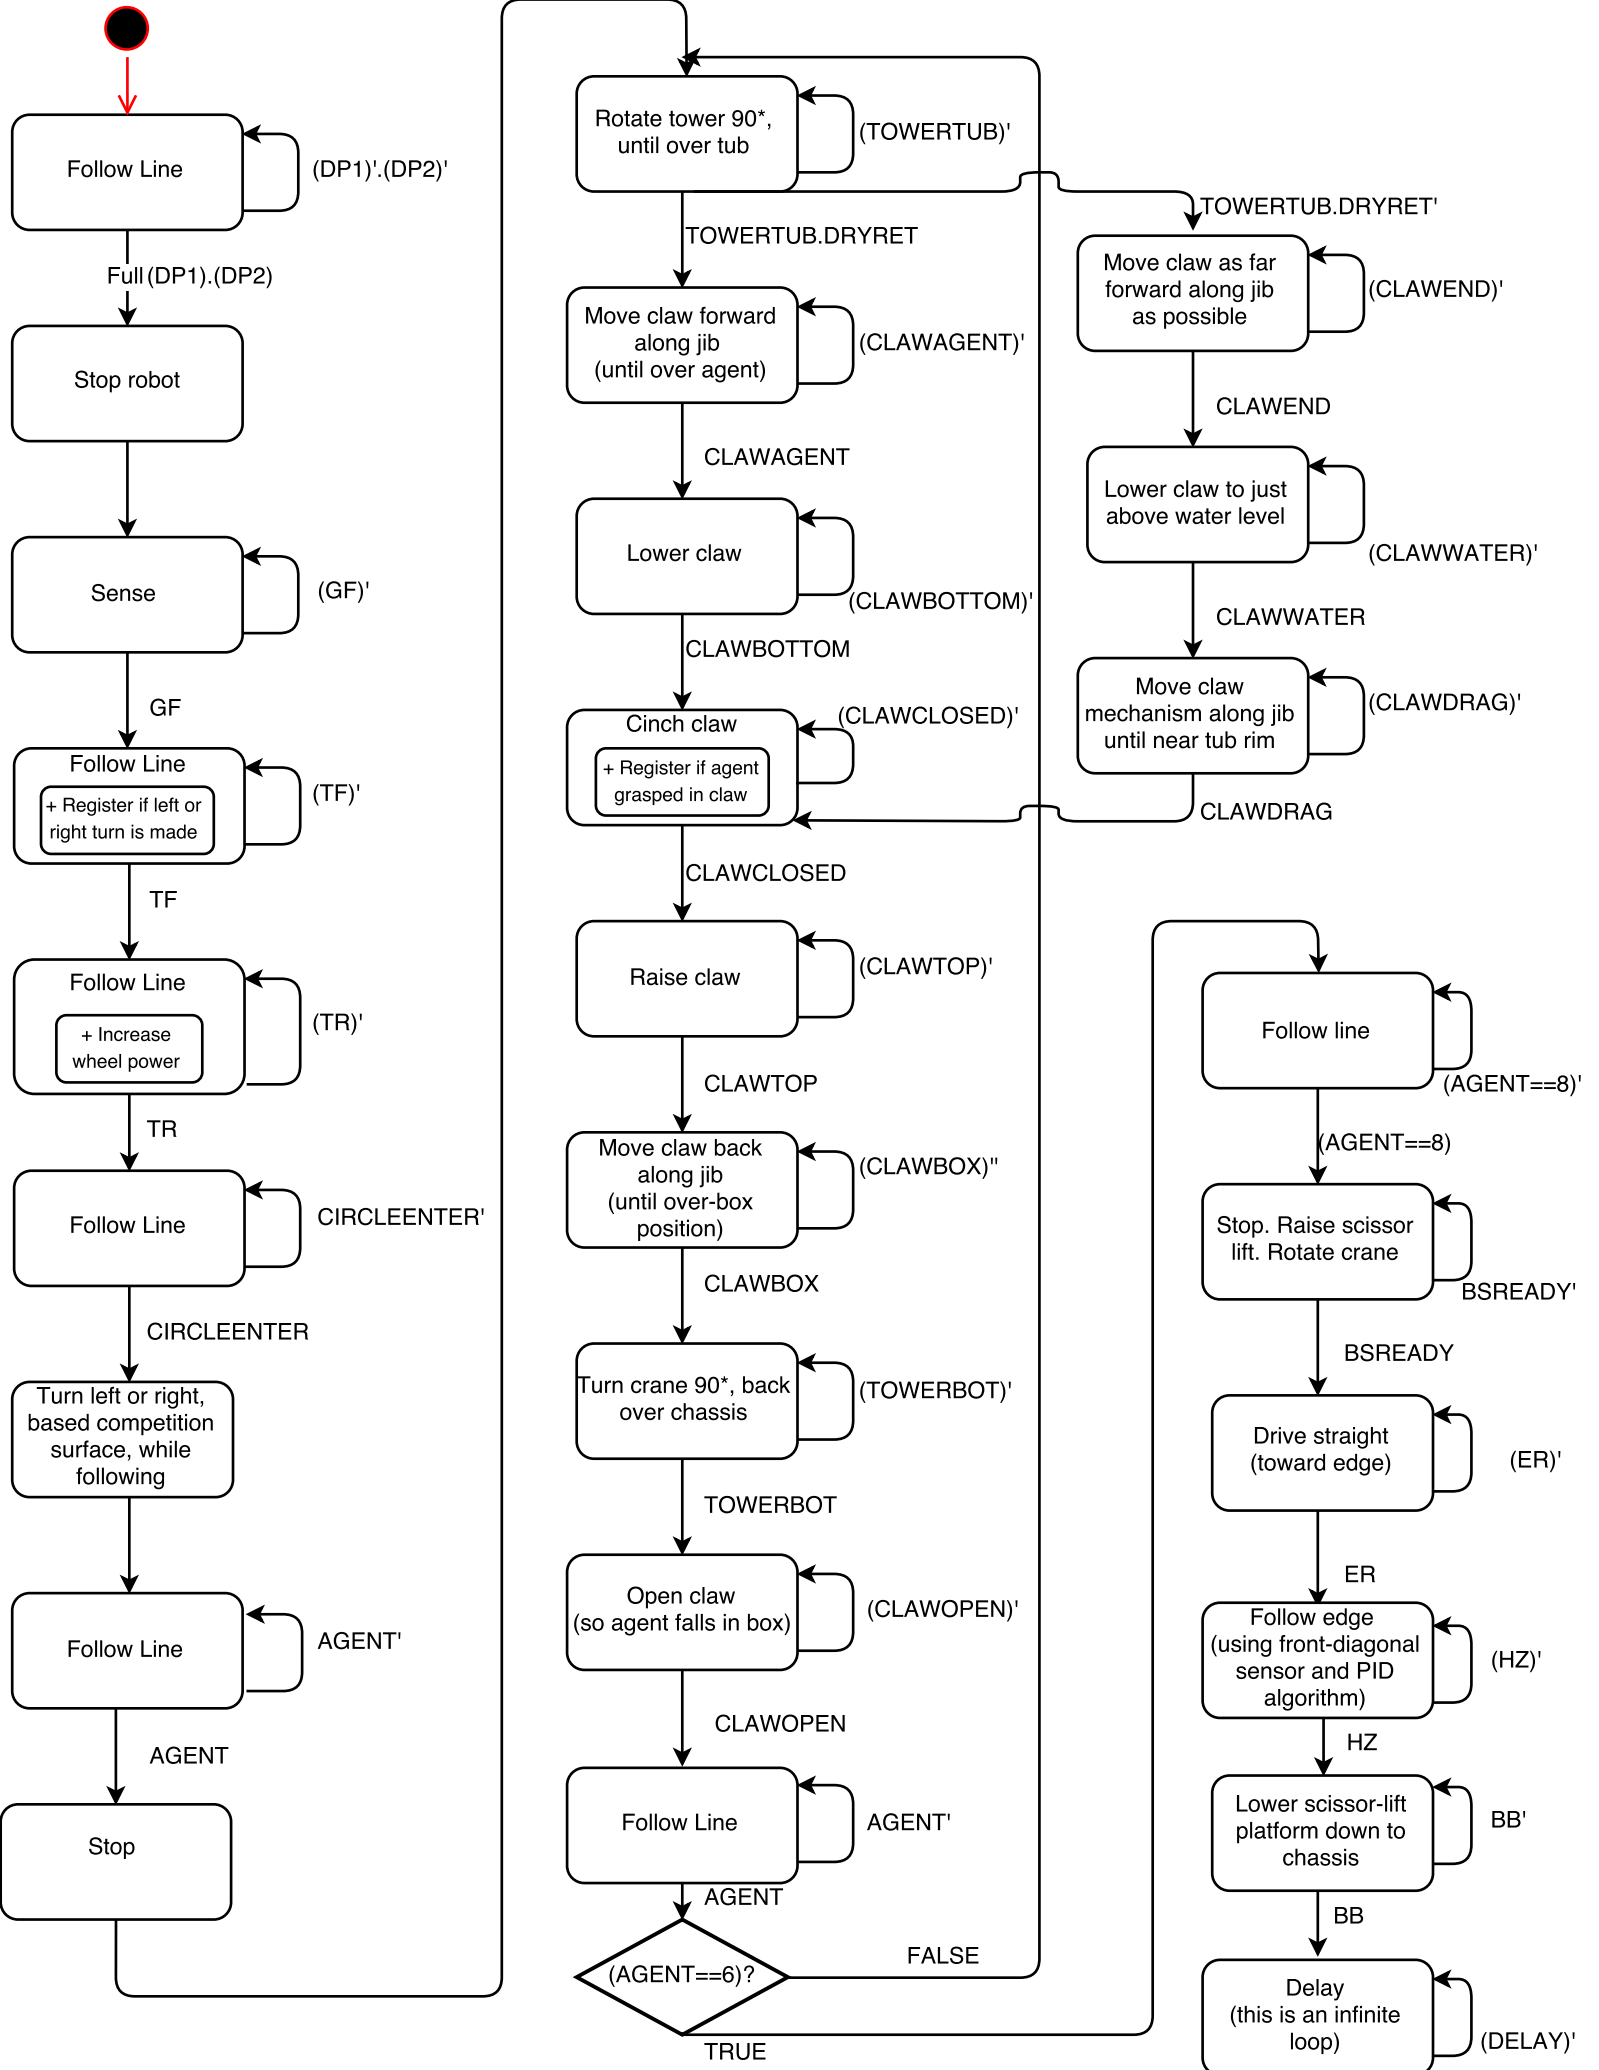 Follow Line
(DP1)'.(DP2)'
Full (DP1).(DP2)
Stop robot
Sense
(GF)'
GF
Follow Line
+ Register if left or
right turn is made
(TF)'
TF
Follow Line
+ Increase
wheel power
(TR)'
TR
Follow Line
CIRCLEENTER'
CIRCLEENTER
Turn left or right,
based competition
surface, while
following
Follow Line
AGENT'
AGENT
Stop
Rotate tower 90*,
until over tub
(TOWERTUB)'
TOWERTUB.DRYRET
Move claw forward
along jib
(until over agent)
(CLAWAGENT)'
CLAWAGENT
Lower claw
(CLAWBOTTOM)'
CLAWBOTTOM
Cinch claw
+ Register if agent
grasped in claw
(CLAWCLOSED)'
CLAWCLOSED
Raise claw
(CLAWTOP)'
CLAWTOP
Move claw back
along jib
(until over-box
position)
(CLAWBOX)"
CLAWBOX
Turn crane 90*, back
over chassis
(TOWERBOT)'
TOWERBOT
Open claw
(so agent falls in box)
(CLAWOPEN)'
CLAWOPEN
Follow Line
AGENT'
AGENT
(AGENT==6)?
FALSE
TRUE
TOWERTUB.DRYRET'
Move claw as far
forward along jib
as possible
(CLAWEND)'
CLAWEND
Lower claw to just
above water level
(CLAWWATER)'
CLAWWATER
Move claw
mechanism along jib
until near tub rim
(CLAWDRAG)'
CLAWDRAG
Follow line
(AGENT==8)'
(AGENT==8)
Stop. Raise scissor
lift. Rotate crane
BSREADY'
BSREADY
Drive straight
(toward edge)
(ER)'
ER
Follow edge
(using front-diagonal
sensor and PID
algorithm)
(HZ)'
HZ
Lower scissor-lift
platform down to
chassis
BB'
BB
Delay
(this is an infinite
loop)
(DELAY)'